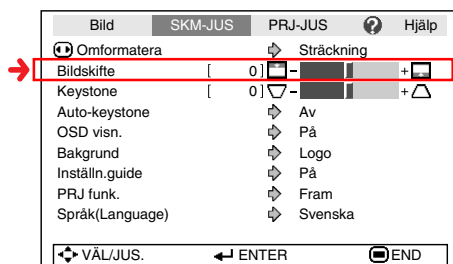 Bild SKM-JUS PRJ-JUS ? Hjälp
Omformatera Sträckning
Bildskifte [ 0 ] - +
Keystone [ 0 ] - +
Auto-keystone Av
OSD visn. På
Bakgrund Logo
Inställn.guide På
PRJ funk. Fram
Språk(Language) Svenska
VÄL/JUS. ENTER END